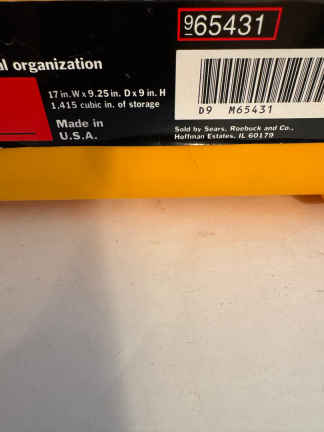 965431
al organization
17 in. W x 9.25 in. D x 9 in. H
1,415 cubic in. of storage
Made in
U.S.A.
D9 M65431
Sold by Sears, Roebuck and Co.,
Hoffman Estates, IL 60179